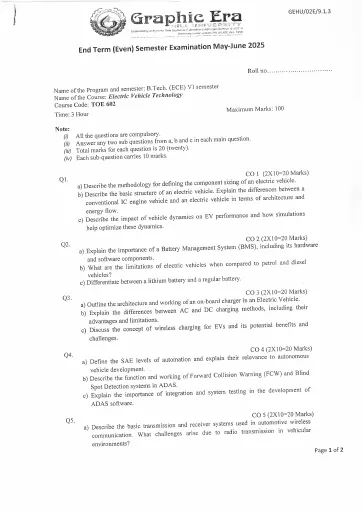 GEHU/02E/9.1.3
Graphic Era
HILL UNIVERSITY
End Term (Even) Semester Examination May-June 2025
Roll no...............................
Name of the Program and semester: B.Tech. (ECE) VI semester
Name of the Course: Electric Vehicle Technology
Course Code: TOE 602
Time: 3 Hour
Maximum Marks: 100
Note:
(i) All the questions are compulsory.
(ii) Answer any two sub questions from a, b and c in each main question.
(iii) Total marks for each question is 20 (twenty).
(iv) Each sub question carries 10 marks.
CO 1 (2X10=20 Marks)
Q1.
a) Describe the methodology for defining the component sizing of an electric vehicle.
b) Describe the basic structure of an electric vehicle. Explain the differences between a
conventional IC engine vehicle and an electric vehicle in terms of architecture and
energy flow.
c) Describe the impact of vehicle dynamics on EV performance and how simulations
help optimize these dynamics.
CO 2 (2X10=20 Marks)
Q2.
a) Explain the importance of a Battery Management System (BMS), including its hardware
and software components.
b) What are the limitations of electric vehicles when compared to petrol and diesel
vehicles?
c) Differentiate between a lithium battery and a regular battery.
CO 3 (2X10=20 Marks)
Q3.
a) Outline the architecture and working of an on-board charger in an Electric Vehicle.
b) Explain the differences between AC and DC charging methods, including their
advantages and limitations.
c) Discuss the concept of wireless charging for EVs and its potential benefits and
challenges.
CO 4 (2X10=20 Marks)
Q4.
a) Define the SAE levels of automation and explain their relevance to autonomous
vehicle development.
b) Describe the function and working of Forward Collision Warning (FCW) and Blind
Spot Detection systems in ADAS.
c) Explain the importance of integration and system testing in the development of
ADAS software.
CO 5 (2X10=20 Marks)
Q5.
a) Describe the basic transmission and receiver systems used in automotive wireless
communication. What challenges arise due to radio transmission in vehicular
environments?
Page 1 of 2